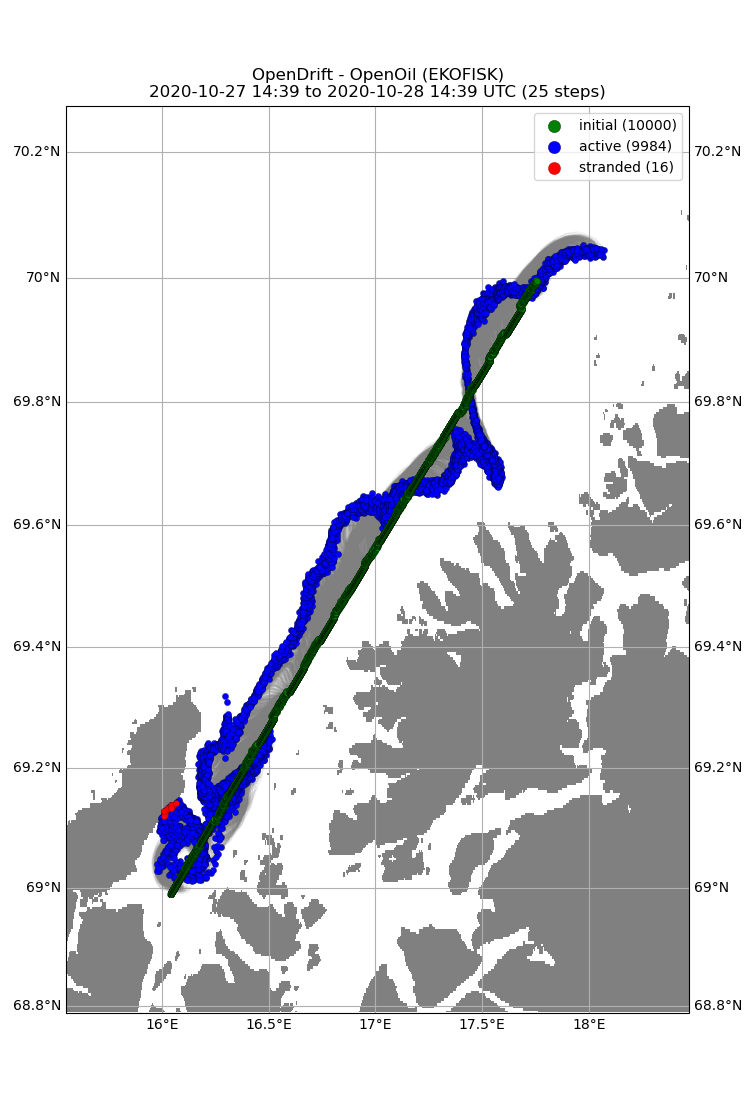 OpenDrift - OpenOil (EKOFISK)
2020-10-27 14:39 to 2020-10-28 14:39 UTC (25 steps)
initial (10000)
active (9984)
stranded (16)
70.2°N 70.2°N
70°N 70°N
69.8°N 69.8°N
69.6°N 69.6°N
69.4°N 69.4°N
69.2°N 69.2°N
69°N 69°N
68.8°N 68.8°N
16°E 16.5°E 17°E 17.5°E 18°E